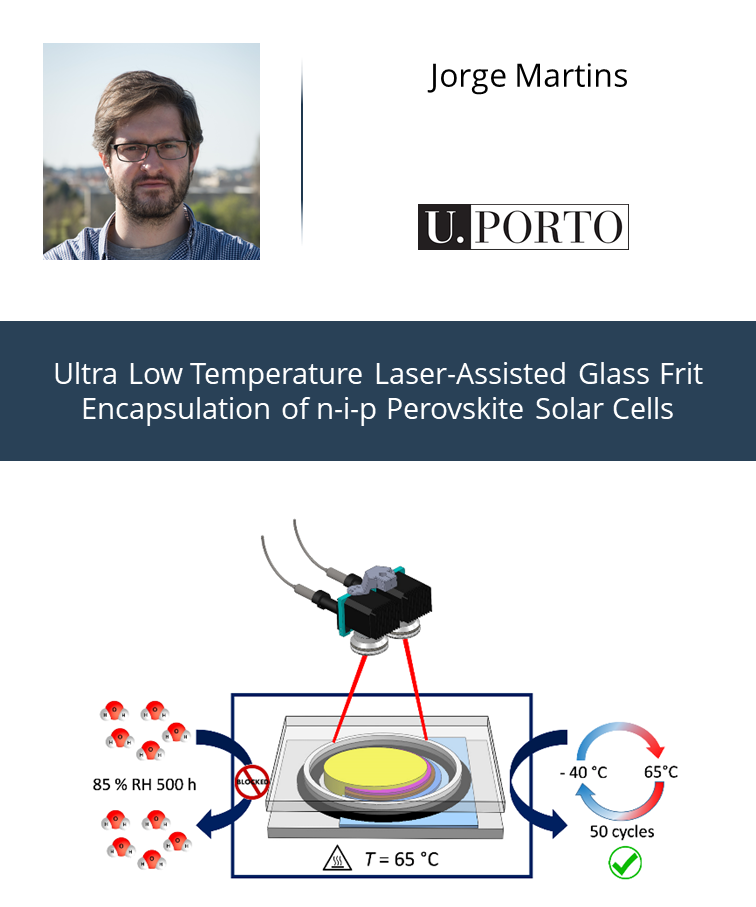 Jorge Martins
U. PORTO
Ultra Low Temperature Laser-Assisted Glass Frit
Encapsulation of n-i-p Perovskite Solar Cells
85 % RH 500 h
BLOCKED
T = 65 °C
- 40 °C
65°C
50 cycles